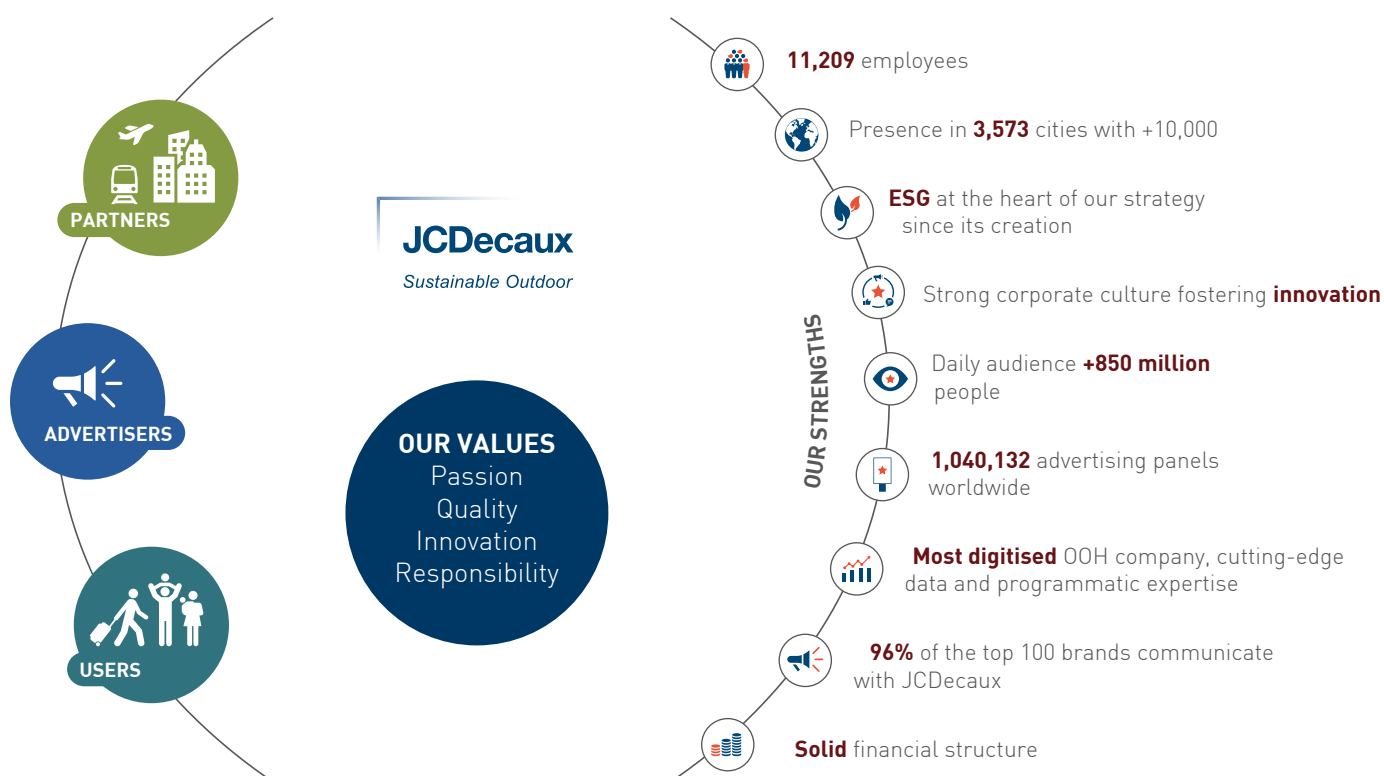 PARTNERS
ADVERTISERS
USERS
JCDecaux
Sustainable Outdoor
OUR VALUES
Passion
Quality
Innovation
Responsibility
OUR STRENGTHS
11,209 employees
Presence in 3,573 cities with +10,000
ESG at the heart of our strategy
since its creation
Strong corporate culture fostering innovation
Daily audience +850 million
people
1,040,132 advertising panels
worldwide
Most digitised OOH company, cutting-edge
data and programmatic expertise
96% of the top 100 brands communicate
with JCDecaux
Solid financial structure